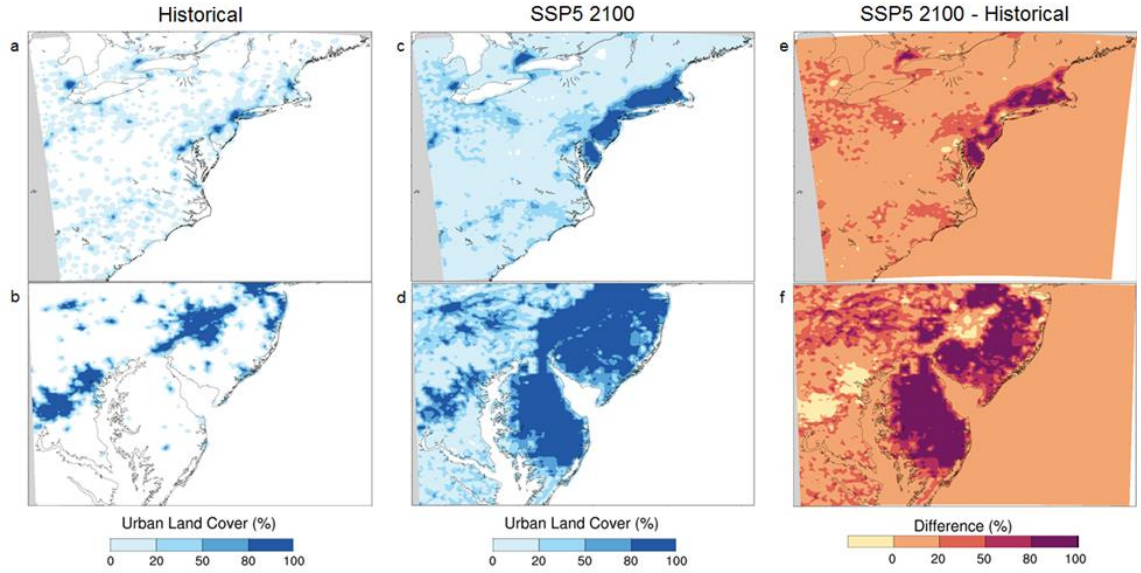 Historical
SSP5 2100
SSP5 2100 - Historical
a
c
e
b
d
f
Urban Land Cover (%)
Urban Land Cover (%)
Difference (%)
0 20 50 80 100
0 20 50 80 100
0 20 50 80 100